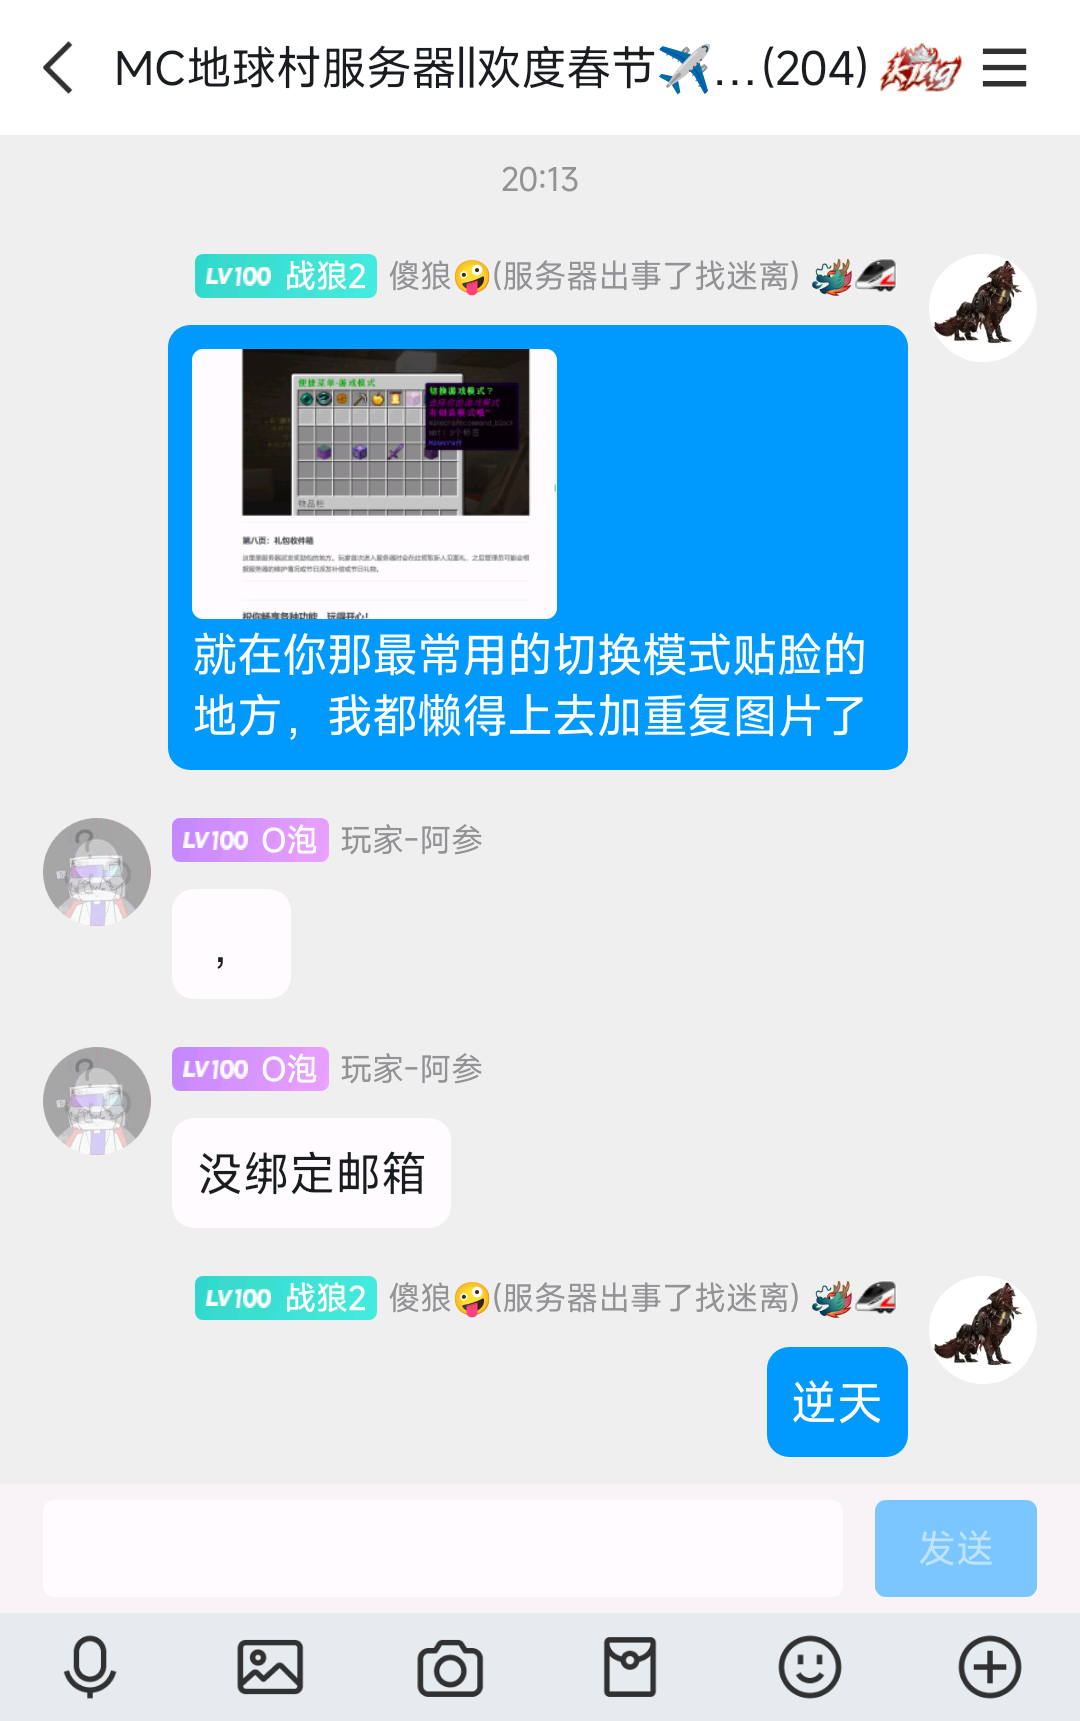 MC地球村服务器||欢度春节✈️...(204)
king
20:13
LV100 战狼2 傻狼🤪(服务器出事了找迷离) 🐲🚄
便捷菜单-游戏模式
切换游戏模式？
物品栏
第八页：礼包收件箱
祝你畅享各种功能，玩得开心！
就在你那最常用的切换模式贴脸的
地方，我都懒得上去加重复图片了
LV100 O泡 玩家-阿参
，
LV100 O泡 玩家-阿参
没绑定邮箱
LV100 战狼2 傻狼🤪(服务器出事了找迷离) 🐲🚄
逆天
发送